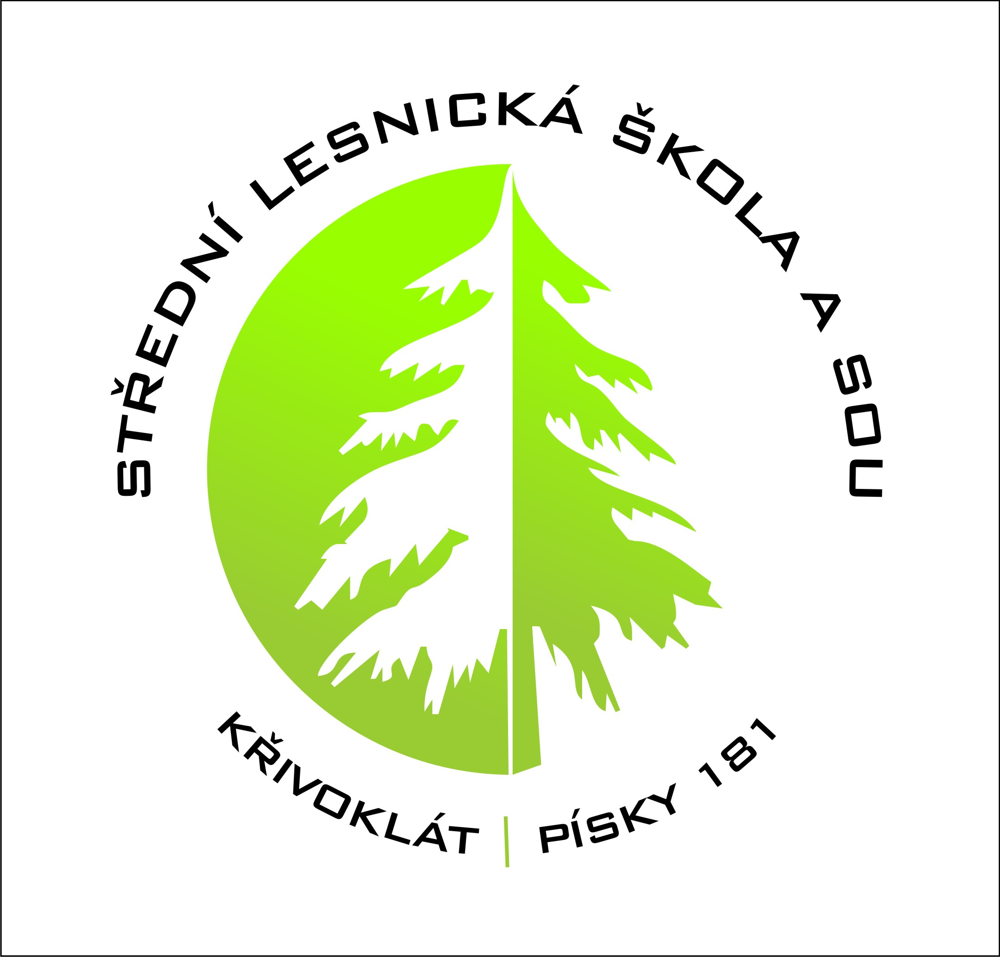 STŘEDNÍ LESNICKÁ ŠKOLA A SOU
KŘIVOKLÁT | PÍSKY 181